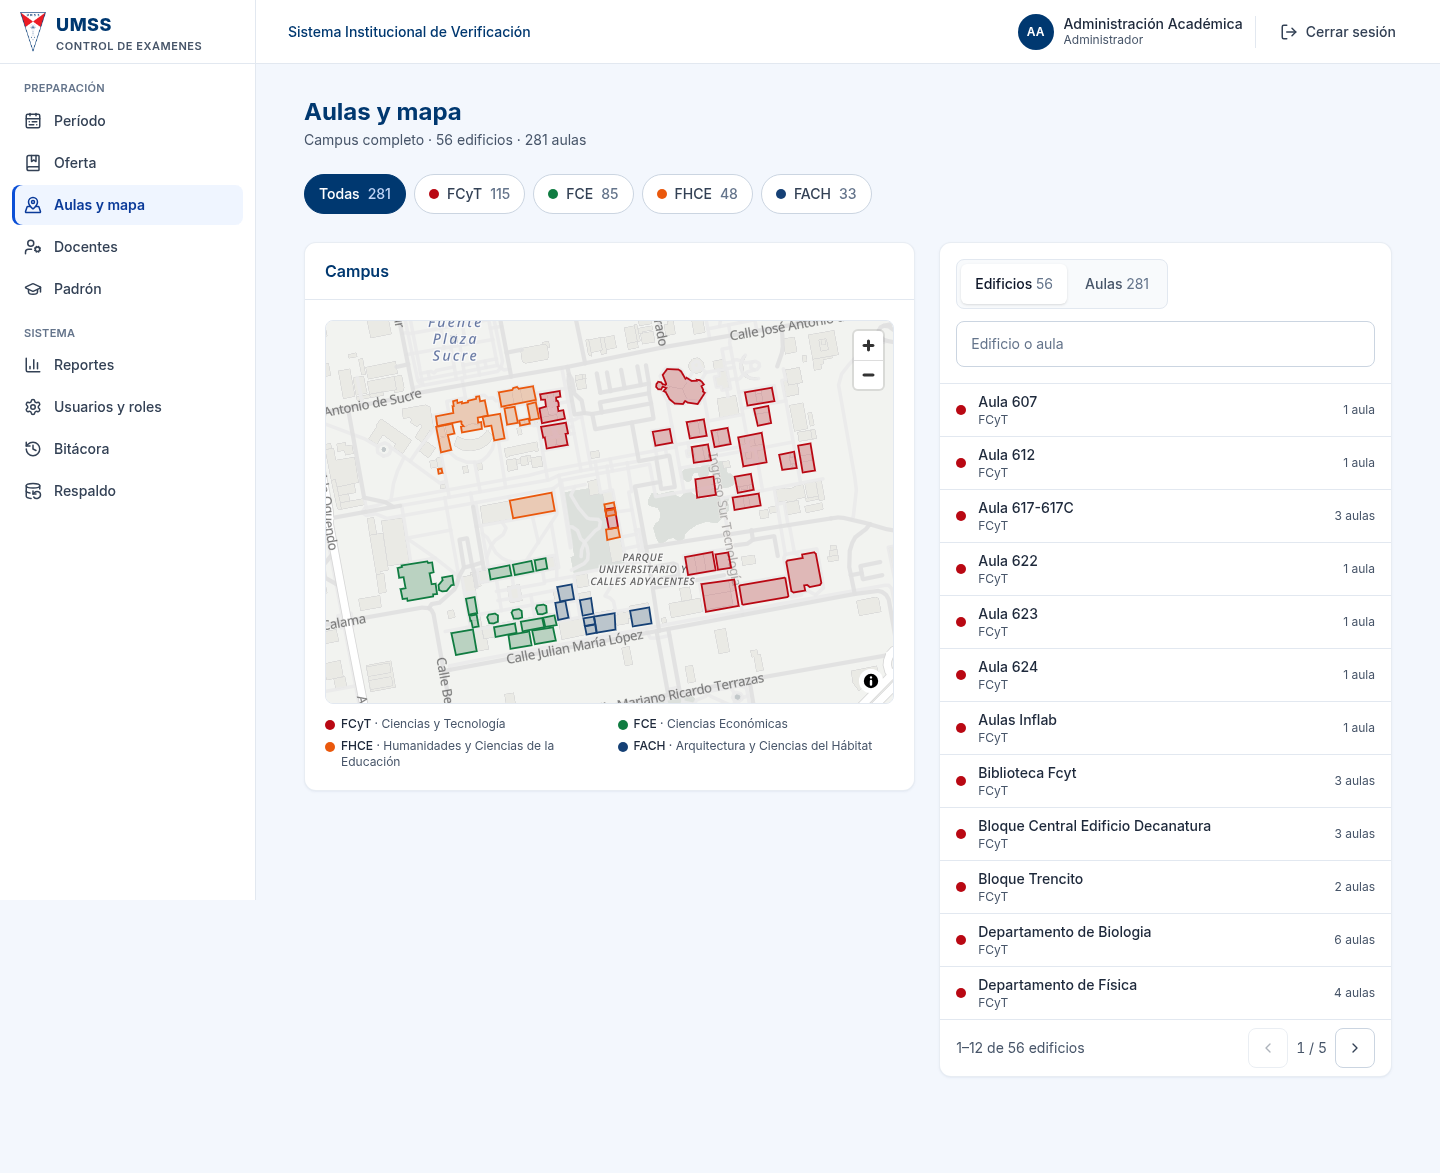 UMSS
CONTROL DE EXÁMENES
Sistema Institucional de Verificación
AA
Administración Académica
Administrador
Cerrar sesión
PREPARACIÓN
Período
Oferta
Aulas y mapa
Docentes
Padrón
SISTEMA
Reportes
Usuarios y roles
Bitácora
Respaldo
Aulas y mapa
Campus completo · 56 edificios · 281 aulas
Todas 281
FCyT 115
FCE 85
FHCE 48
FACH 33
Campus
Fuente
Plaza
Sucre
Calle José Antonio
Antonio de Sucre
Ingreso Sur Tecnología
Oquendo
PARQUE
UNIVERSITARIO Y
CALLES ADYACENTES
Calama
Calle Julian María López
Calle Be
Mariano Ricardo Terrazas
FCyT · Ciencias y Tecnología
FCE · Ciencias Económicas
FHCE · Humanidades y Ciencias de la
Educación
FACH · Arquitectura y Ciencias del Hábitat
Edificios 56
Aulas 281
Edificio o aula
Aula 607
FCyT
1 aula
Aula 612
FCyT
1 aula
Aula 617-617C
FCyT
3 aulas
Aula 622
FCyT
1 aula
Aula 623
FCyT
1 aula
Aula 624
FCyT
1 aula
Aulas Inflab
FCyT
1 aula
Biblioteca Fcyt
FCyT
3 aulas
Bloque Central Edificio Decanatura
FCyT
3 aulas
Bloque Trencito
FCyT
2 aulas
Departamento de Biologia
FCyT
6 aulas
Departamento de Física
FCyT
4 aulas
1–12 de 56 edificios
1 / 5